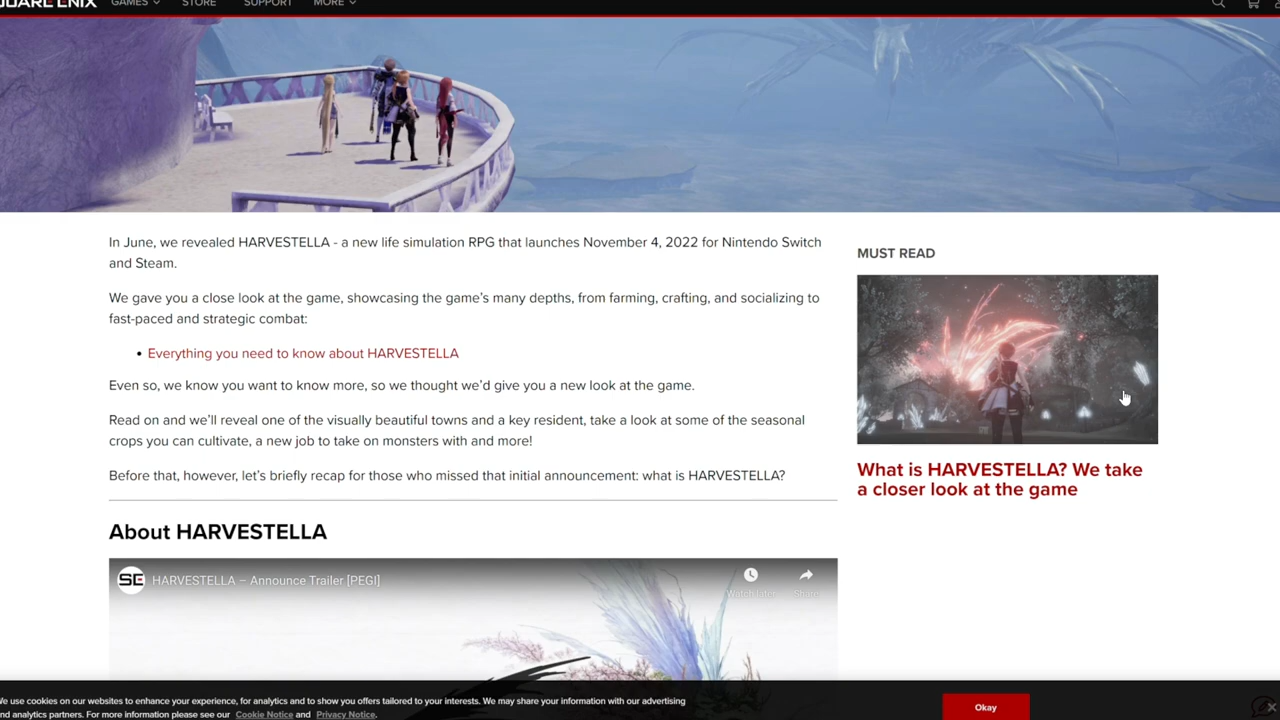 GAMES
STORE
SUPPORT
MORE
In June, we revealed HARVESTELLA - a new life simulation RPG that launches November 4, 2022 for Nintendo Switch
and Steam.
We gave you a close look at the game, showcasing the game's many depths, from farming, crafting, and socializing to
fast-paced and strategic combat:
• Everything you need to know about HARVESTELLA
Even so, we know you want to know more, so we thought we'd give you a new look at the game.
Read on and we'll reveal one of the visually beautiful towns and a key resident, take a look at some of the seasonal
crops you can cultivate, a new job to take on monsters with and more!
Before that, however, let's briefly recap for those who missed that initial announcement: what is HARVESTELLA?
MUST READ
What is HARVESTELLA? We take
a closer look at the game
About HARVESTELLA
SE
HARVESTELLA – Announce Trailer [PEGI]
Watch later
Share
We use cookies on our websites to enhance your experience, for analytics and to show you offers tailored to your interests. We may share your information with our advertising
and analytics partners. For more information please see our Cookie Notice and Privacy Notice.
Okay